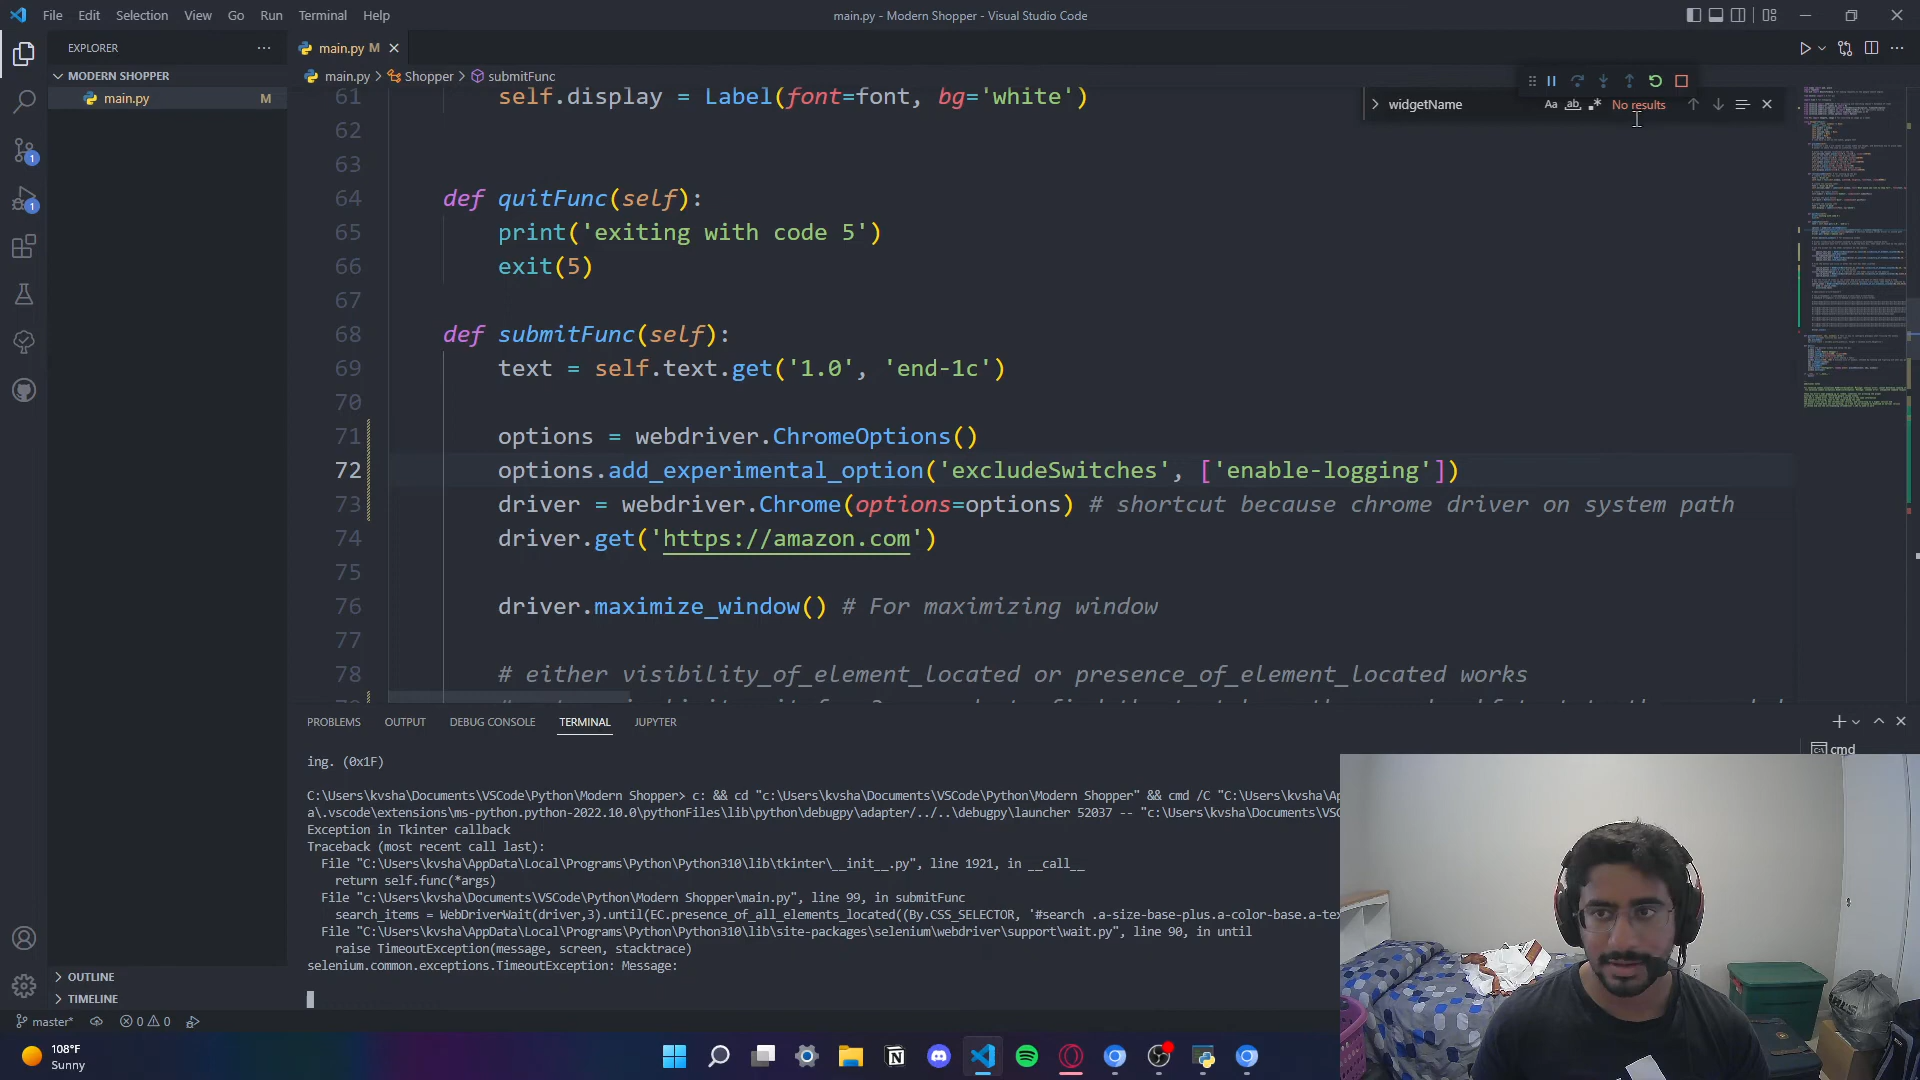 File Edit Selection View Go Run Terminal Help
main.py - Modern Shopper - Visual Studio Code
EXPLORER
main.py M
MODERN SHOPPER
main.py M
main.py > Shopper > submitFunc
widgetName
Aa ab No results
61 self.display = Label(font=font, bg='white')
62
63
64 def quitFunc(self):
65 print('exiting with code 5')
66 exit(5)
67
68 def submitFunc(self):
69 text = self.text.get('1.0', 'end-1c')
70
71 options = webdriver.ChromeOptions()
72 options.add_experimental_option('excludeSwitches', ['enable-logging'])
73 driver = webdriver.Chrome(options=options) # shortcut because chrome driver on system path
74 driver.get('https://amazon.com')
75
76 driver.maximize_window() # For maximizing window
77
78 # either visibility_of_element_located or presence_of_element_located works
1
1
PROBLEMS OUTPUT DEBUG CONSOLE TERMINAL JUPYTER
cmd
ing. (0x1F)
C:\Users\kvsha\Documents\VSCode\Python\Modern Shopper> c: && cd "c:\Users\kvsha\Documents\VSCode\Python\Modern Shopper" && cmd /C "C:\Users\kvsha\Ap
a\.vscode\extensions\ms-python.python-2022.10.0\pythonFiles\lib\python\debugpy\adapter/../..\debugpy\launcher 52037 -- "c:\Users\kvsha\Documents\VSC
Exception in Tkinter callback
Traceback (most recent call last):
File "C:\Users\kvsha\AppData\Local\Programs\Python\Python310\lib\tkinter\__init__.py", line 1921, in __call__
return self.func(*args)
File "c:\Users\kvsha\Documents\VSCode\Python\Modern Shopper\main.py", line 99, in submitFunc
search_items = WebDriverWait(driver,3).until(EC.presence_of_all_elements_located((By.CSS_SELECTOR, '#search .a-size-base-plus.a-color-base.a-te
File "C:\Users\kvsha\AppData\Local\Programs\Python\Python310\lib\site-packages\selenium\webdriver\support\wait.py", line 90, in until
raise TimeoutException(message, screen, stacktrace)
selenium.common.exceptions.TimeoutException: Message:
OUTLINE
TIMELINE
master* 0 0
108°F
Sunny